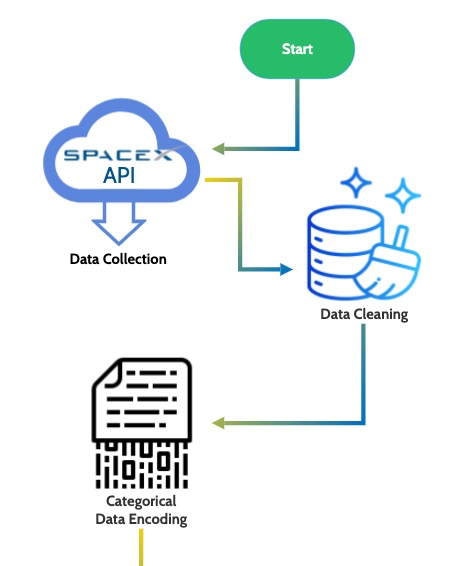 Start
SPACEX
API
Data Collection
Data Cleaning
Categorical
Data Encoding